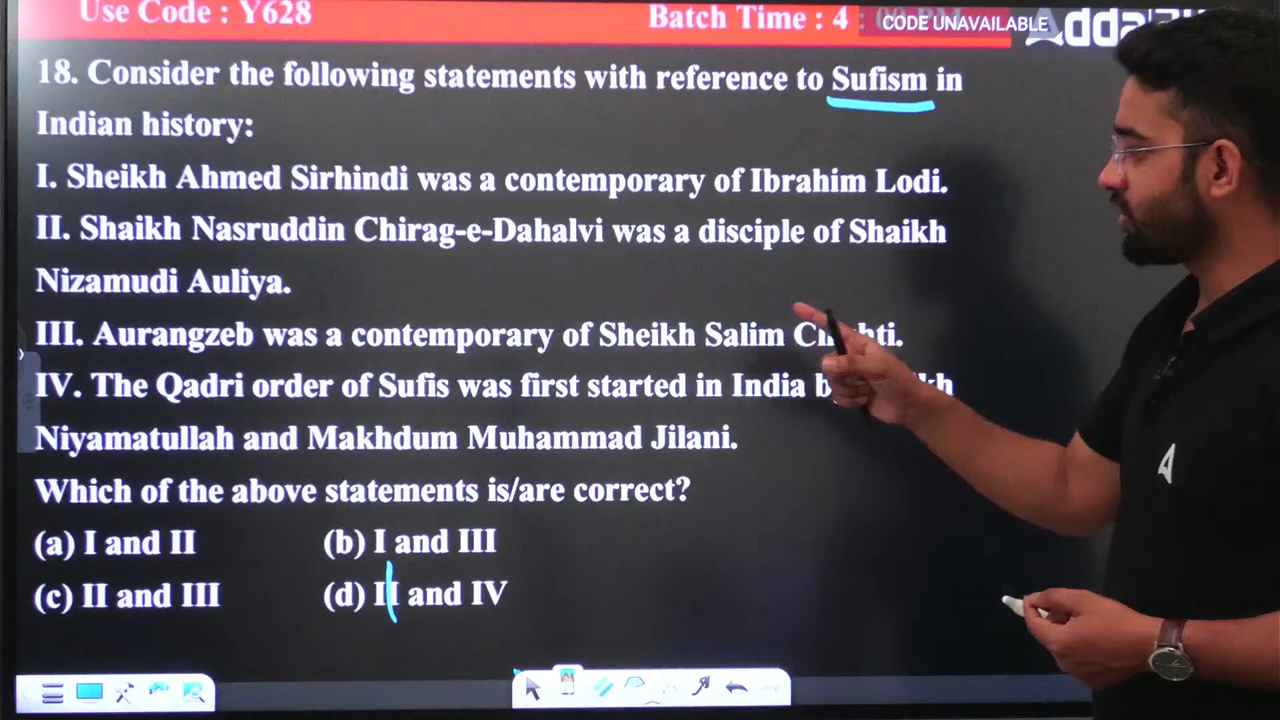 Use Code : Y628
Batch Time : 4
CODE UNAVAILABLE
Adda
18. Consider the following statements with reference to Sufism in
Indian history:
I. Sheikh Ahmed Sirhindi was a contemporary of Ibrahim Lodi.
II. Shaikh Nasruddin Chirag-e-Dahalvi was a disciple of Shaikh
Nizamudi Auliya.
III. Aurangzeb was a contemporary of Sheikh Salim
IV. The Qadri order of Sufis was first started in India
Niyamatullah and Makhdum Muhammad Jilani.
Which of the above statements is/are correct?
(a) I and II
(b) I and III
(c) II and III
(d) II and IV